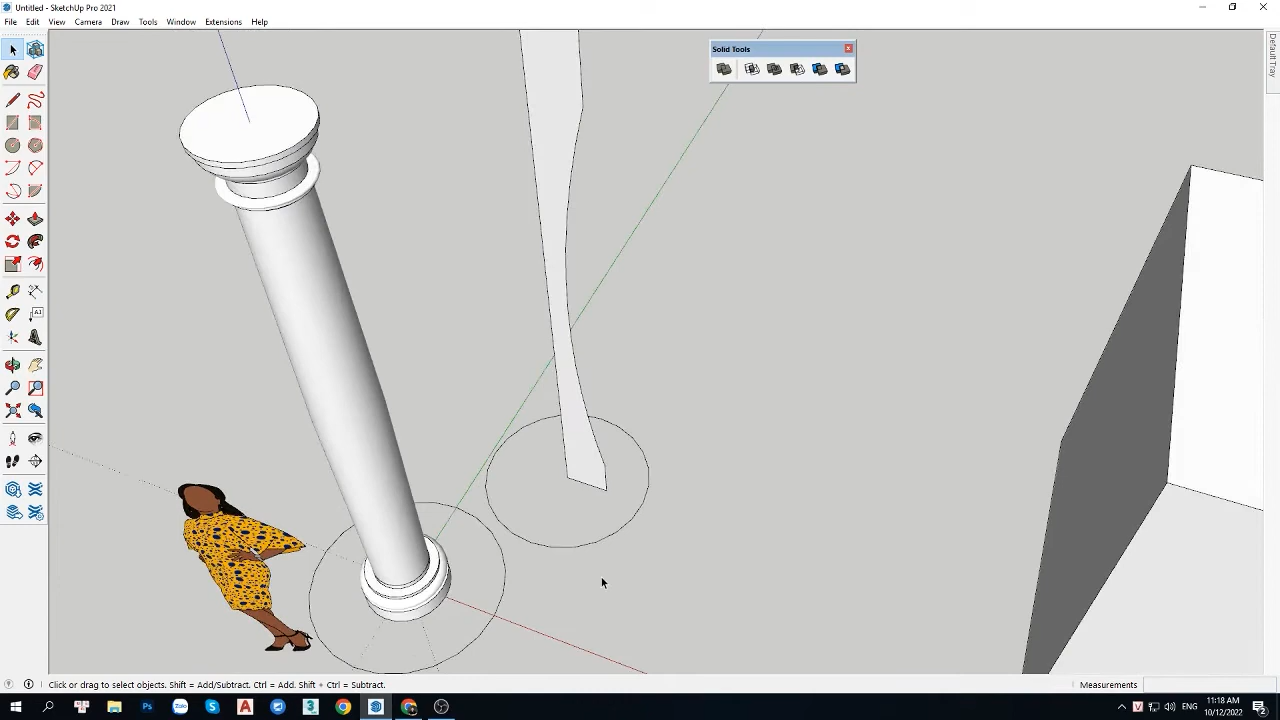 Untitled - SketchUp Pro 2021
File Edit View Camera Draw Tools Window Extensions Help
Solid Tools
Default Tray
Click or drag to select objects. Shift = Add/Subtract. Ctrl = Add. Shift + Ctrl = Subtract.
Measurements
11:18 AM
10/12/2022